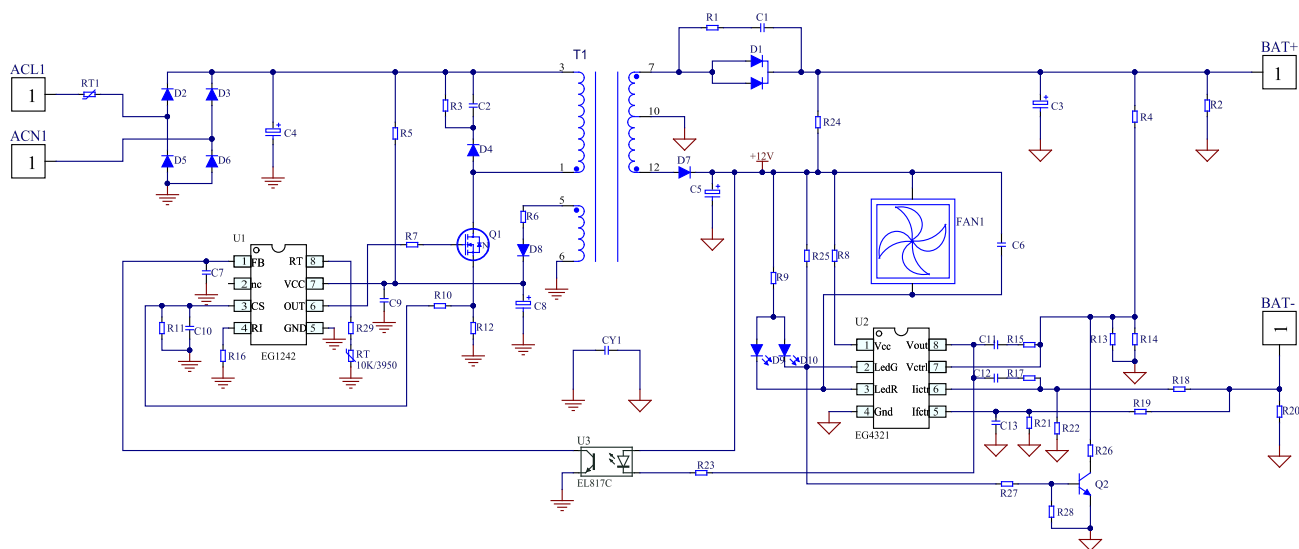 ACL1
1
RT1
ACN1
1
D2
D3
D5
D6
C4
R5
R3
C2
D4
T1
3
1
5
6
7
10
12
R1
C1
D1
R24
C3
R4
R2
BAT+
1
D7
+12V
C5
R6
D8
Q1
R7
U1
1
FB
2
nc
3
CS
4
RI
RT
8
VCC
7
OUT
6
GND
5
EG1242
C7
R11
C10
R16
R29
RT
10K/3950
C9
R10
R12
C8
CY1
R9
R25
R8
FAN1
C6
D9
D10
U2
1
Vcc
2
LedG
3
LedR
4
Gnd
Vout
8
Vctrl
7
Iictr
6
Ifctr
5
EG4321
C11
R15
C12
R17
R13
R14
BAT-
1
R18
R19
R20
C13
R21
R22
R26
U3
EL817C
R23
R27
R28
Q2